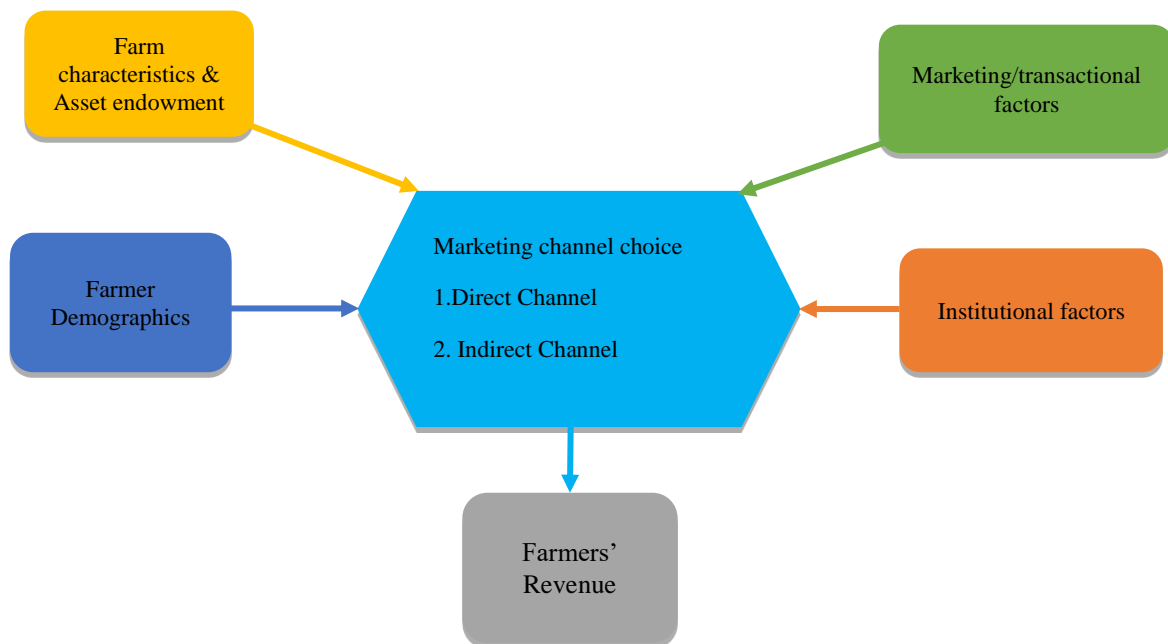 Farm
characteristics &
Asset endowment
Marketing/transactional
factors
Farmer
Demographics
Marketing channel choice
1.Direct Channel
2. Indirect Channel
Institutional factors
Farmers’
Revenue